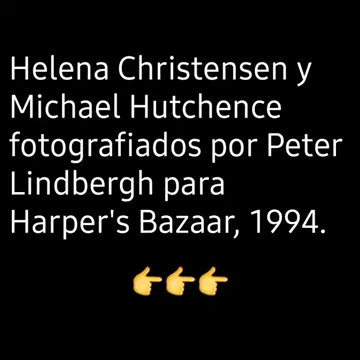 Helena Christensen y
Michael Hutchence
fotografiados por Peter
Lindbergh para
Harper's Bazaar, 1994.
👉👉👉